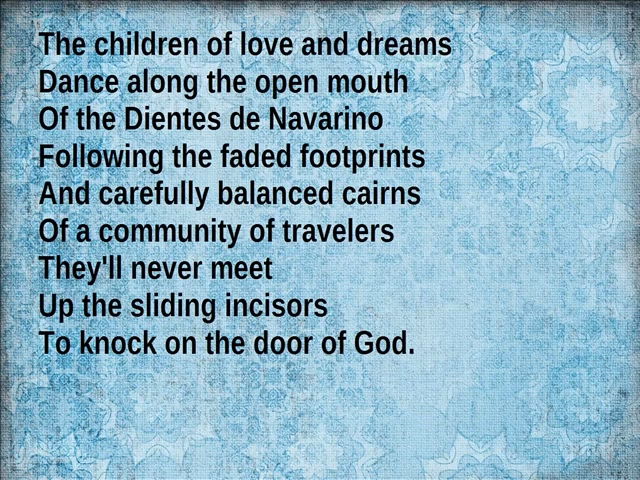 The children of love and dreams
Dance along the open mouth
Of the Dientes de Navarino
Following the faded footprints
And carefully balanced cairns
Of a community of travelers
They'll never meet
Up the sliding incisors
To knock on the door of God.